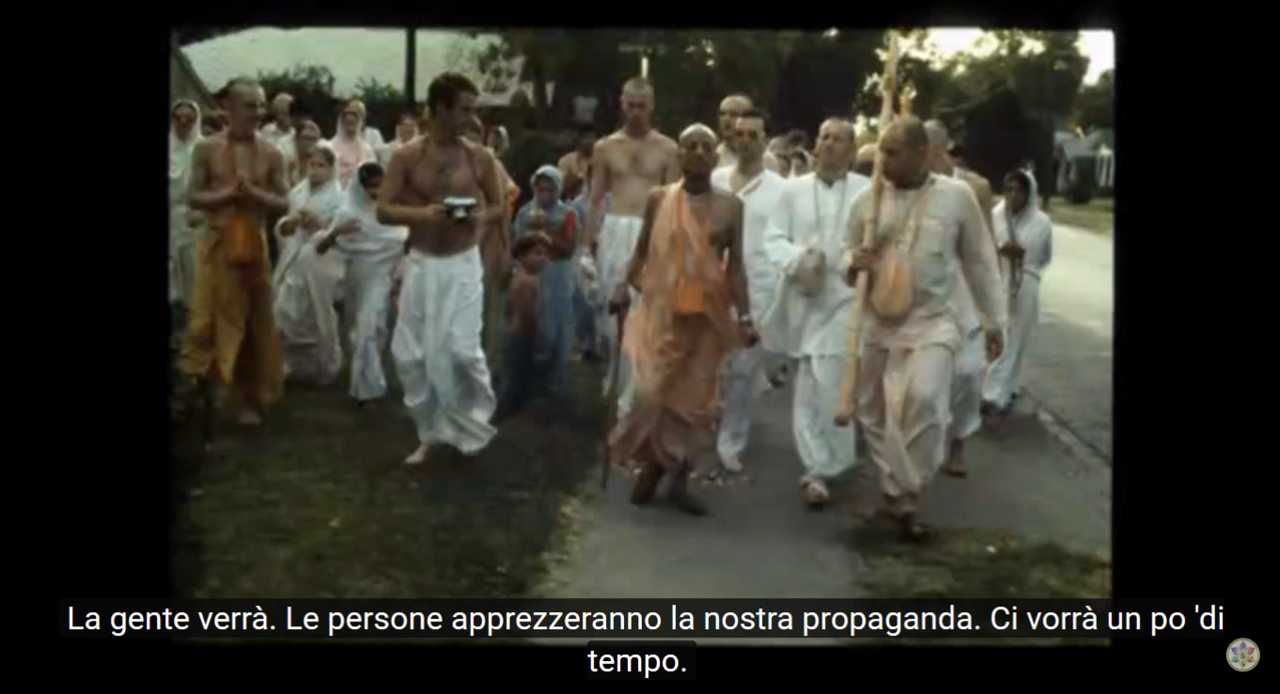 La gente verrà. Le persone apprezzeranno la nostra propaganda. Ci vorrà un po 'di
tempo.